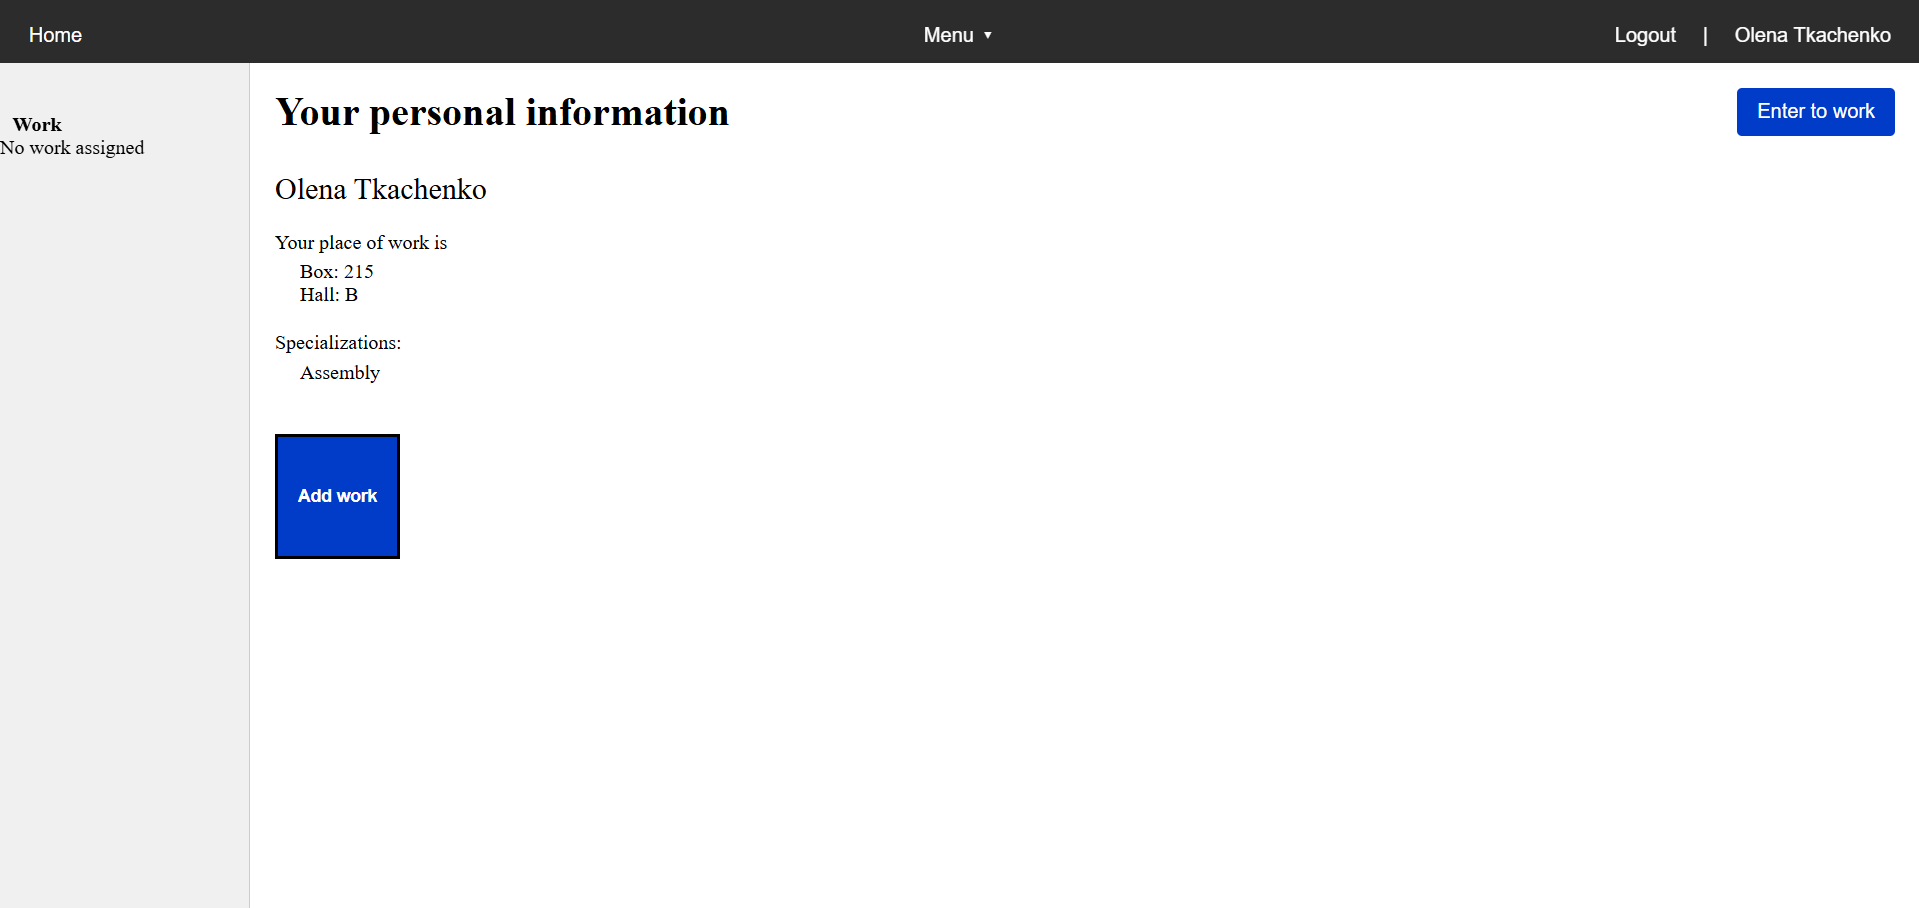 Home
Menu ▼
Logout | Olena Tkachenko
Work
No work assigned
Your personal information
Enter to work
Olena Tkachenko
Your place of work is
Box: 215
Hall: B
Specializations:
Assembly
Add work